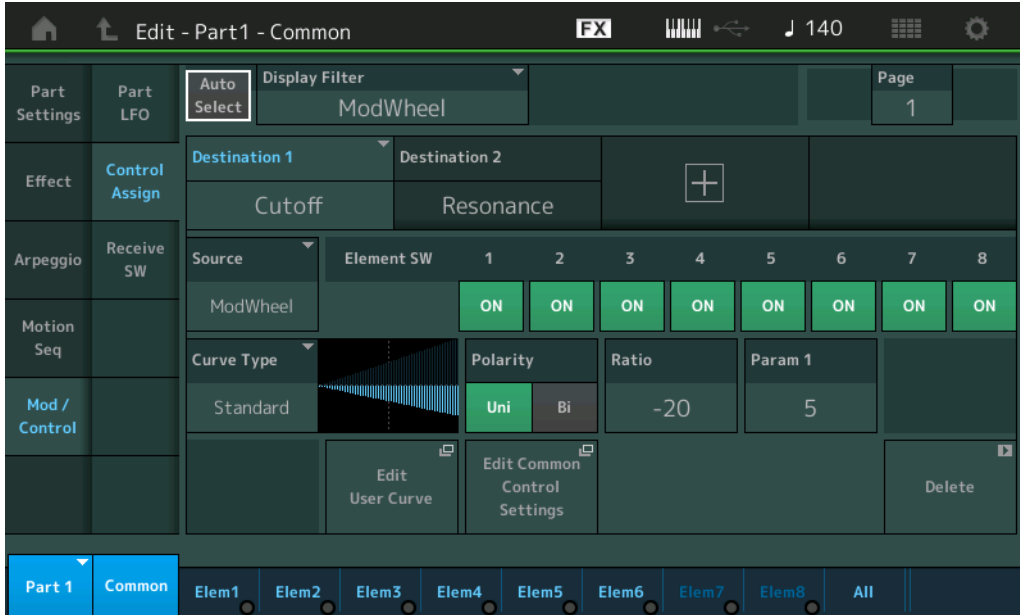 Edit - Part1 - Common
FX
♩ 140
Part Settings
Part LFO
Auto Select
Display Filter
ModWheel
Page
1
Effect
Control Assign
Destination 1
Cutoff
Destination 2
Resonance
Arpeggio
Receive SW
Source
ModWheel
Element SW 1 2 3 4 5 6 7 8
ON ON ON ON ON ON ON ON
Motion Seq
Curve Type
Standard
Polarity
Uni Bi
Ratio
-20
Param 1
5
Mod / Control
Edit
User Curve
Edit Common
Control
Settings
Delete
Part 1 Common Elem1 Elem2 Elem3 Elem4 Elem5 Elem6 Elem7 Elem8 All